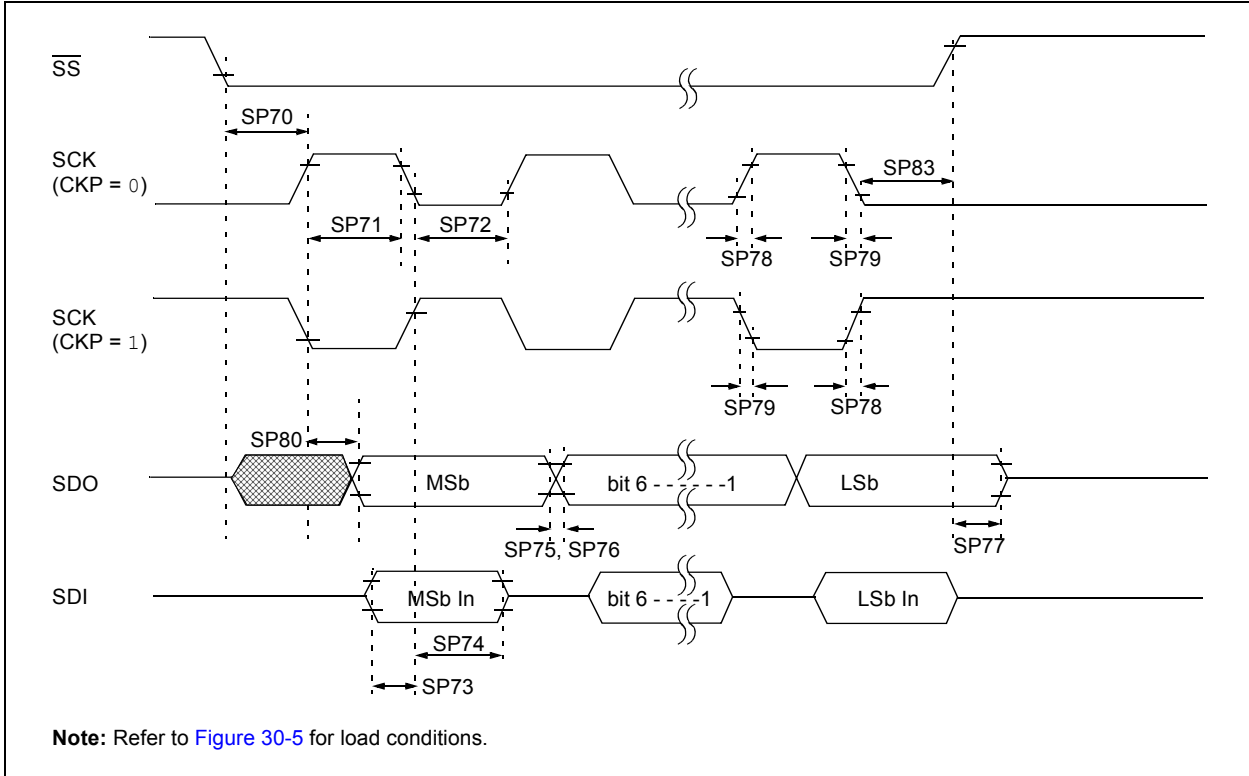 SS
SP70
SCK
(CKP = 0)
SP83
SP71
SP72
SP78
SP79
SCK
(CKP = 1)
SP79
SP78
SP80
SDO
MSb
bit 6 - - - - - -1
LSb
SP75, SP76
SP77
SDI
MSb In
bit 6 - - - -1
LSb In
SP74
SP73
Note: Refer to Figure 30-5 for load conditions.